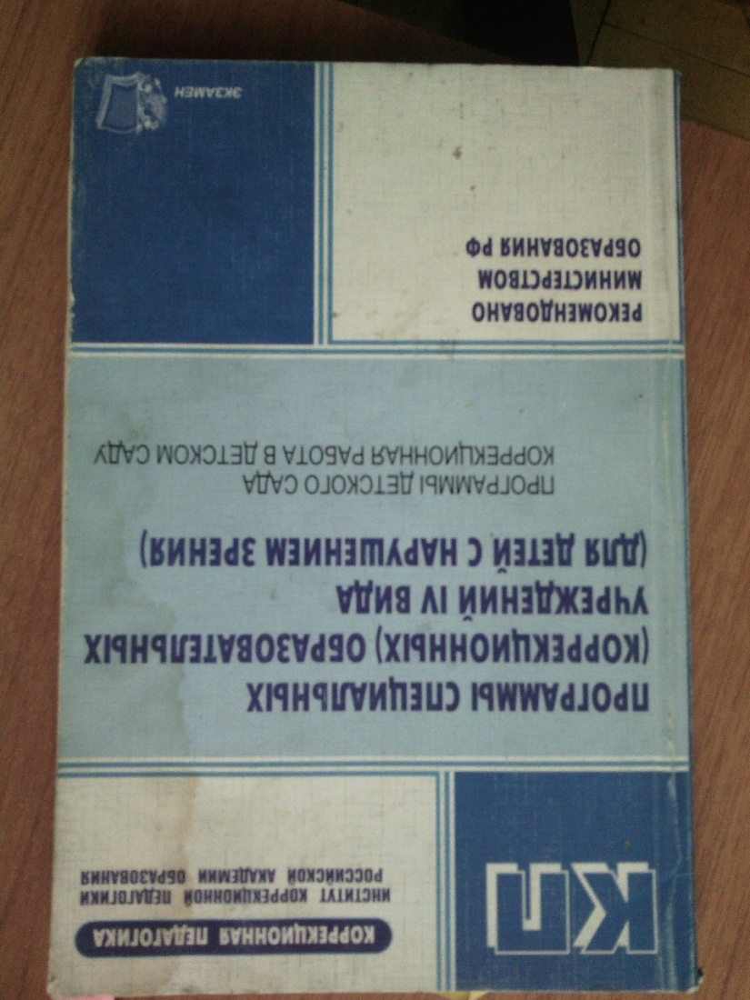 КП
КОРРЕКЦИОННАЯ ПЕДАГОГИКА
ИНСТИТУТ КОРРЕКЦИОННОЙ ПЕДАГОГИКИ
РОССИЙСКОЙ АКАДЕМИИ ОБРАЗОВАНИЯ
ПРОГРАММЫ СПЕЦИАЛЬНЫХ
(КОРРЕКЦИОННЫХ) ОБРАЗОВАТЕЛЬНЫХ
УЧРЕЖДЕНИЙ IV ВИДА
(ДЛЯ ДЕТЕЙ С НАРУШЕНИЕМ ЗРЕНИЯ)
ПРОГРАММЫ ДЕТСКОГО САДА
КОРРЕКЦИОННАЯ РАБОТА В ДЕТСКОМ САДУ
РЕКОМЕНДОВАНО
МИНИСТЕРСТВОМ
ОБРАЗОВАНИЯ РФ
ЭКЗАМЕН